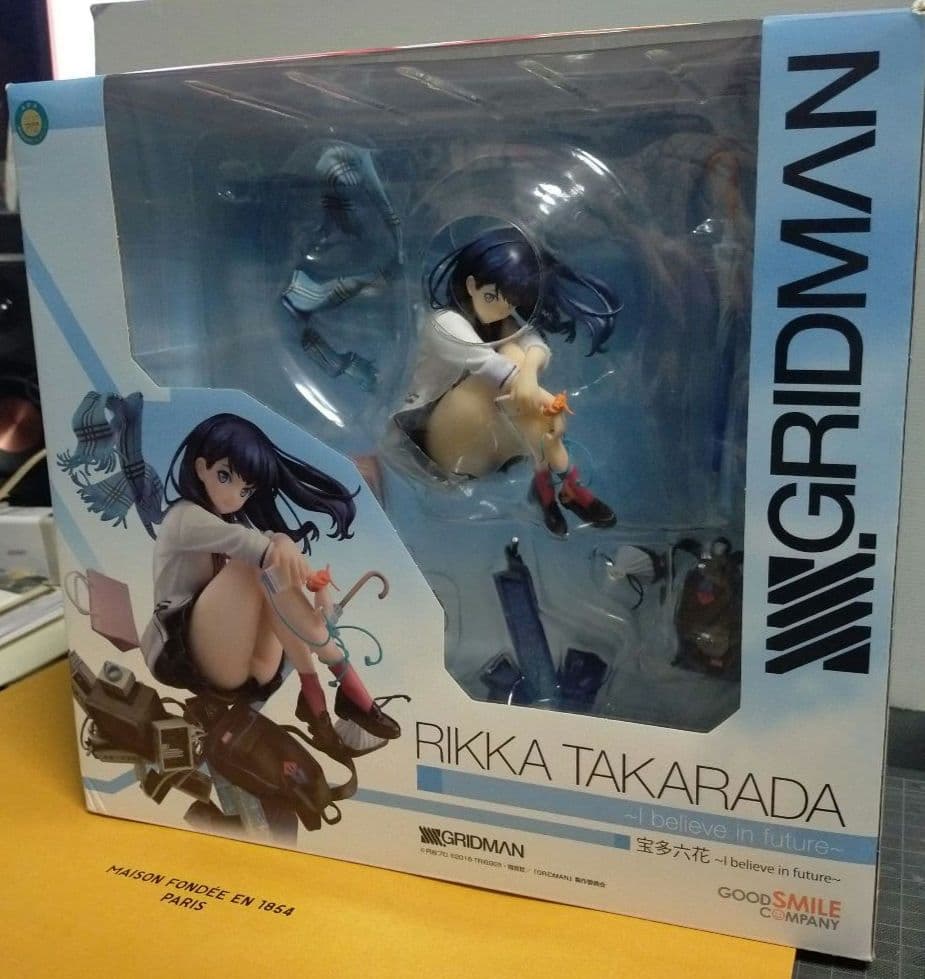 GRIDMAN
RIKKA TAKARADA
~I believe in future~
宝多六花 ~I believe in future~
GRIDMAN
GOOD SMILE
COMPANY
MAISON FONDÉE EN 1854
PARIS